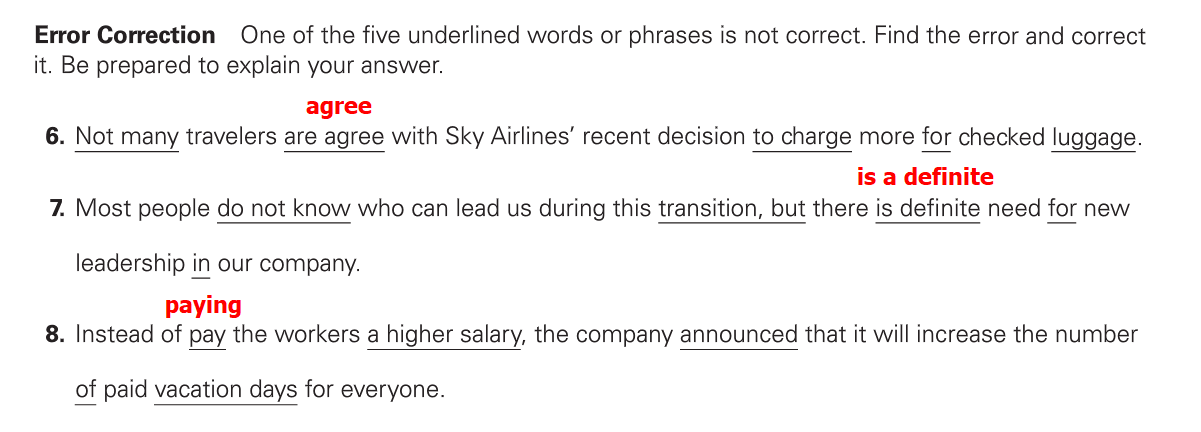 Error Correction One of the five underlined words or phrases is not correct. Find the error and correct
it. Be prepared to explain your answer.
agree
6. Not many travelers are agree with Sky Airlines’ recent decision to charge more for checked luggage.
is a definite
7. Most people do not know who can lead us during this transition, but there is definite need for new
leadership in our company.
paying
8. Instead of pay the workers a higher salary, the company announced that it will increase the number
of paid vacation days for everyone.